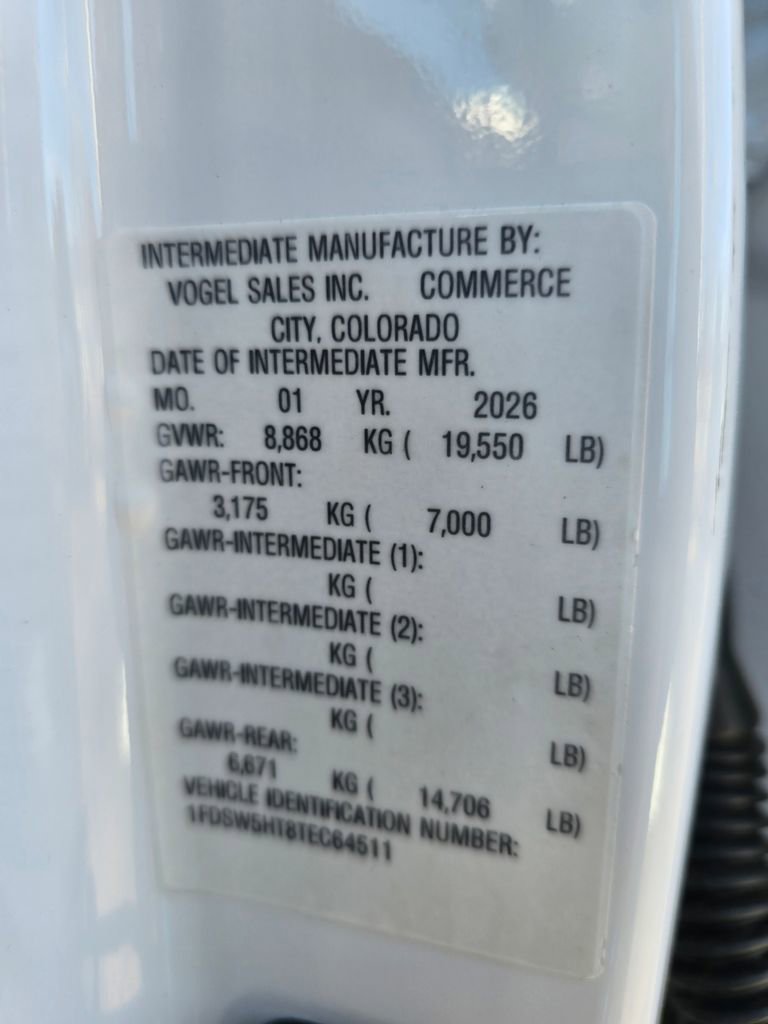 INTERMEDIATE MANUFACTURE BY:
VOGEL SALES INC. COMMERCE
CITY, COLORADO
DATE OF INTERMEDIATE MFR.
MO. 01 YR. 2026
GVWR: 8,868 KG ( 19,550 LB)
GAWR-FRONT:
3,175 KG ( 7,000 LB)
GAWR-INTERMEDIATE (1):
KG ( LB)
GAWR-INTERMEDIATE (2):
KG ( LB)
GAWR-INTERMEDIATE (3):
KG ( LB)
GAWR-REAR:
6,671 KG ( 14,706 LB)
VEHICLE IDENTIFICATION NUMBER:
1FDSW5HT8TEC64511